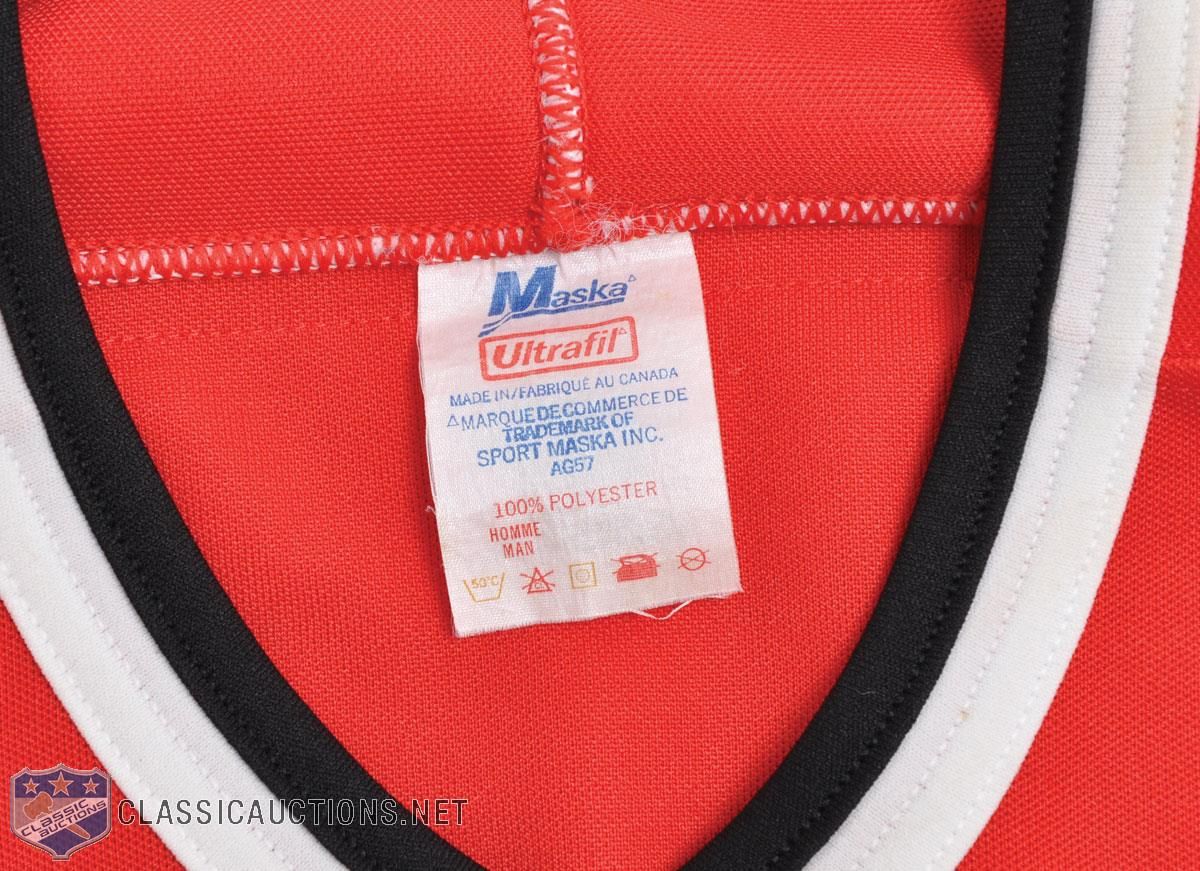 Maska△
Ultrafil△
MADE IN/FABRIQUÉ AU CANADA
△MARQUE DE COMMERCE DE
TRADEMARK OF
SPORT MASKA INC.
AG57
100% POLYESTER
HOMME
MAN
50°C
CL
CLASSIC
AUCTIONS
CLASSICAUCTIONS.NET